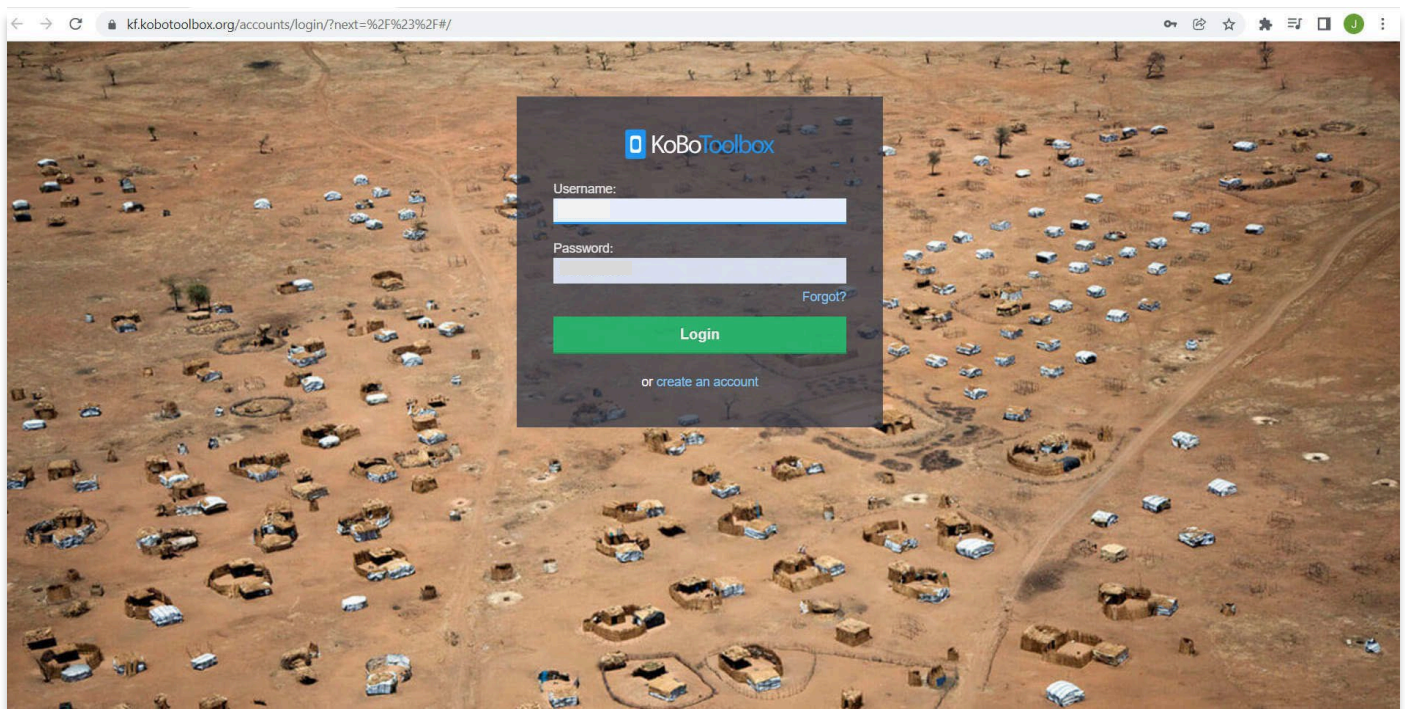 kf.kobotoolbox.org/accounts/login/?next=%2F%23%2F#/
J
KoBoToolbox
Username:
Password:
Forgot?
Login
or create an account